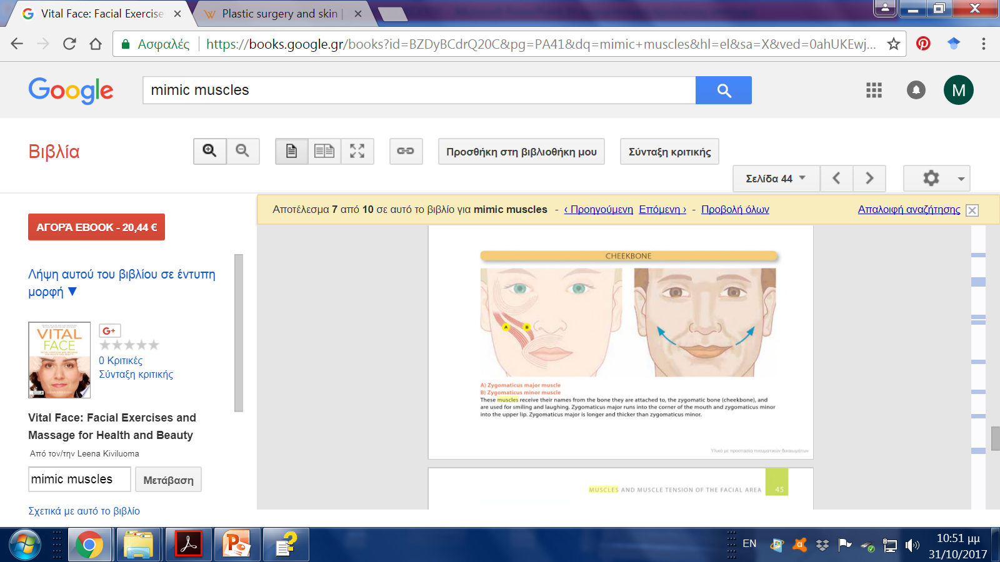 Vital Face: Facial Exercise
Plastic surgery and skin |
Ασφαλές
https://books.google.gr/books?id=BZDyBCdrQ20C&pg=PA41&dq=mimic+muscles&hl=el&sa=X&ved=0ahUKEwj...
Google
mimic muscles
M
Βιβλία
Προσθήκη στη βιβλιοθήκη μου
Σύνταξη κριτικής
Σελίδα 44
Αποτέλεσμα 7 από 10 σε αυτό το βιβλίο για mimic muscles - ‹ Προηγούμενη Επόμενη › - Προβολή όλων
Απαλοιφή αναζήτησης
ΑΓΟΡΆ EBOOK - 20,44 €
Λήψη αυτού του βιβλίου σε έντυπη
μορφή ▼
VITAL
FACE
G+
0 Κριτικές
Σύνταξη κριτικής
Vital Face: Facial Exercises and
Massage for Health and Beauty
Από τον/την Leena Kiviluoma
mimic muscles
Μετάβαση
Σχετικά με αυτό το βιβλίο
CHEEKBONE
A
B
A) Zygomaticus major muscle
B) Zygomaticus minor muscle
These muscles receive their names from the bone they are attached to, the zygomatic bone (cheekbone), and
are used for smiling and laughing. Zygomaticus major runs into the corner of the mouth and zygomaticus minor
into the upper lip. Zygomaticus major is longer and thicker than zygomaticus minor.
Υλικό με προστασία πνευματικών δικαιωμάτων
MUSCLES AND MUSCLE TENSION OF THE FACIAL AREA
45
EN
10:51 μμ
31/10/2017